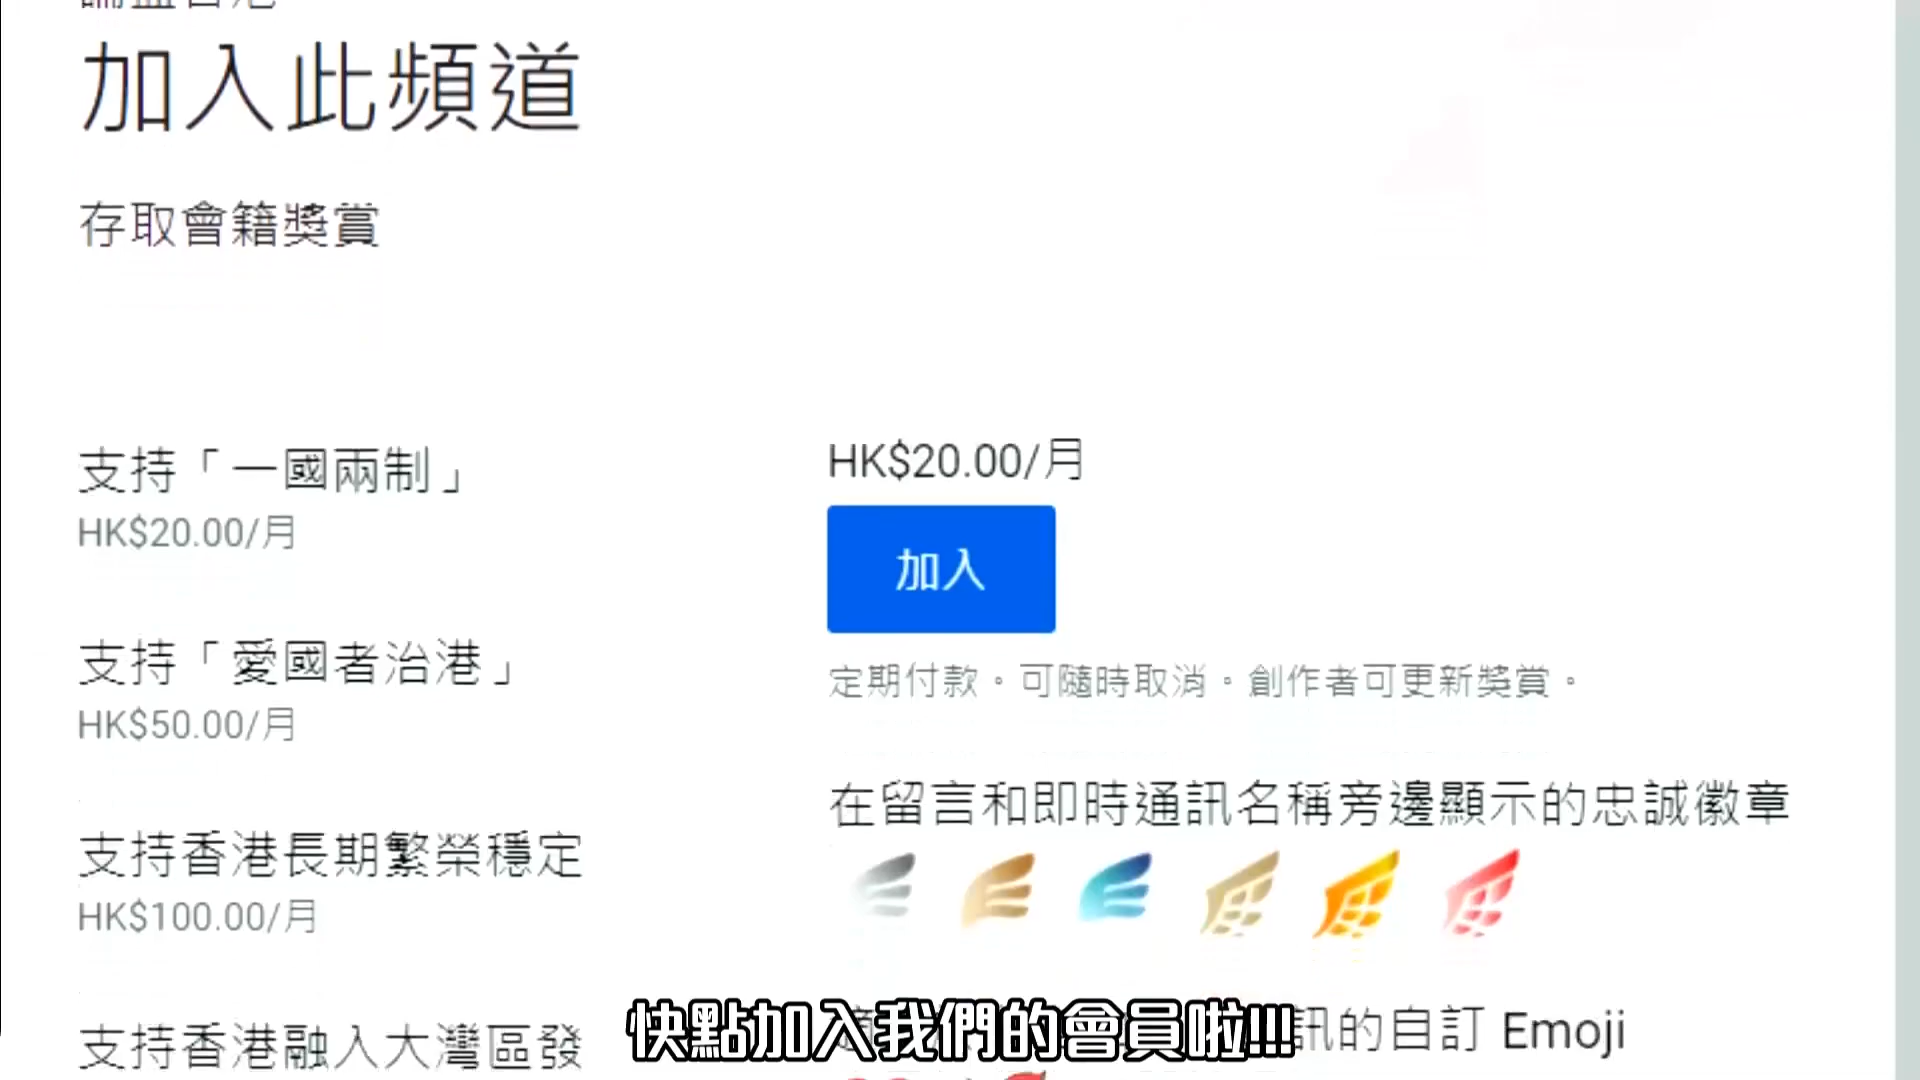 加入此頻道
存取會籍獎賞
支持「一國兩制」
HK$20.00/月
支持「愛國者治港」
HK$50.00/月
支持香港長期繁榮穩定
HK$100.00/月
支持香港融入大灣區發
HK$20.00/月
加入
定期付款。可隨時取消。創作者可更新獎賞。
在留言和即時通訊名稱旁邊顯示的忠誠徽章
訊的自訂 Emoji
快點加入我們的會員啦!!!